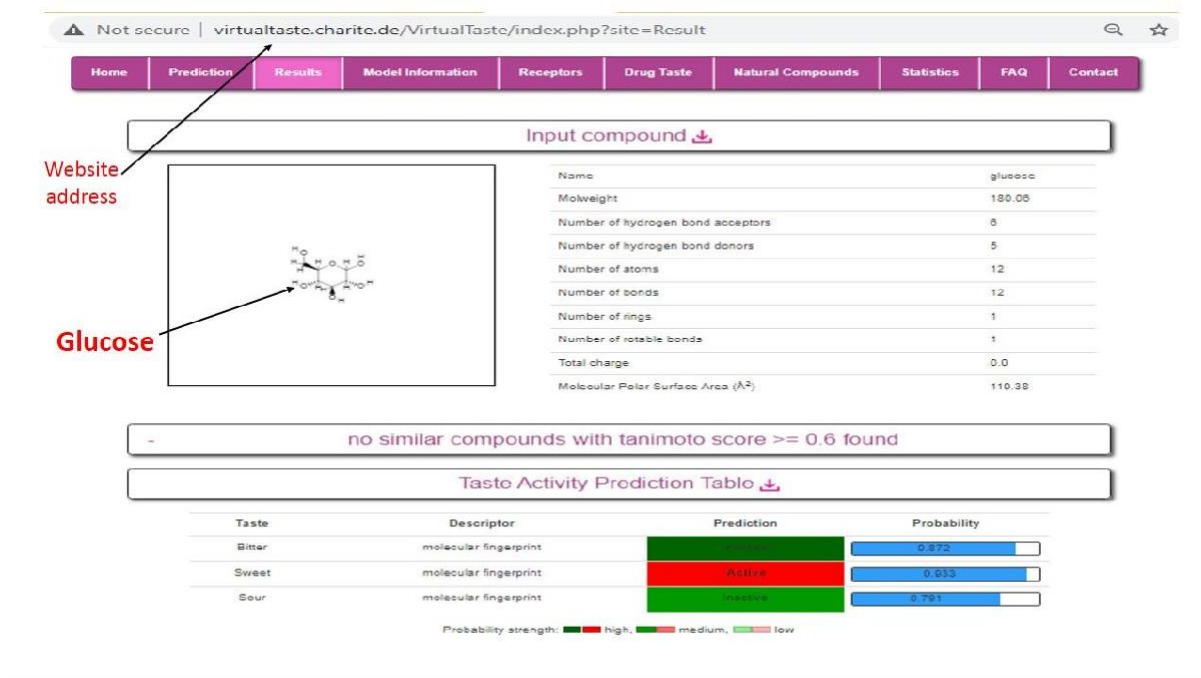 Not secure | virtualtaste.charite.de/VirtualTaste/index.php?site=Result
Home Prediction Results Model Information Receptors Drug Taste Natural Compounds Statistics FAQ Contact
Input compound
Website
address
Name glucose
Molweight 180.06
Number of hydrogen bond acceptors 6
Number of hydrogen bond donors 5
Number of atoms 12
Number of bonds 12
Number of rings 1
Number of rotable bonds 1
Total charge 0.0
Molecular Polar Surface Area (Å²) 110.38
Glucose
- no similar compounds with tanimoto score >= 0.6 found
Taste Activity Prediction Table
Taste Descriptor Prediction Probability
Bitter molecular fingerprint 0.872
Sweet molecular fingerprint Active 0.933
Sour molecular fingerprint Inactive 0.791
Probability strength: high, medium, low